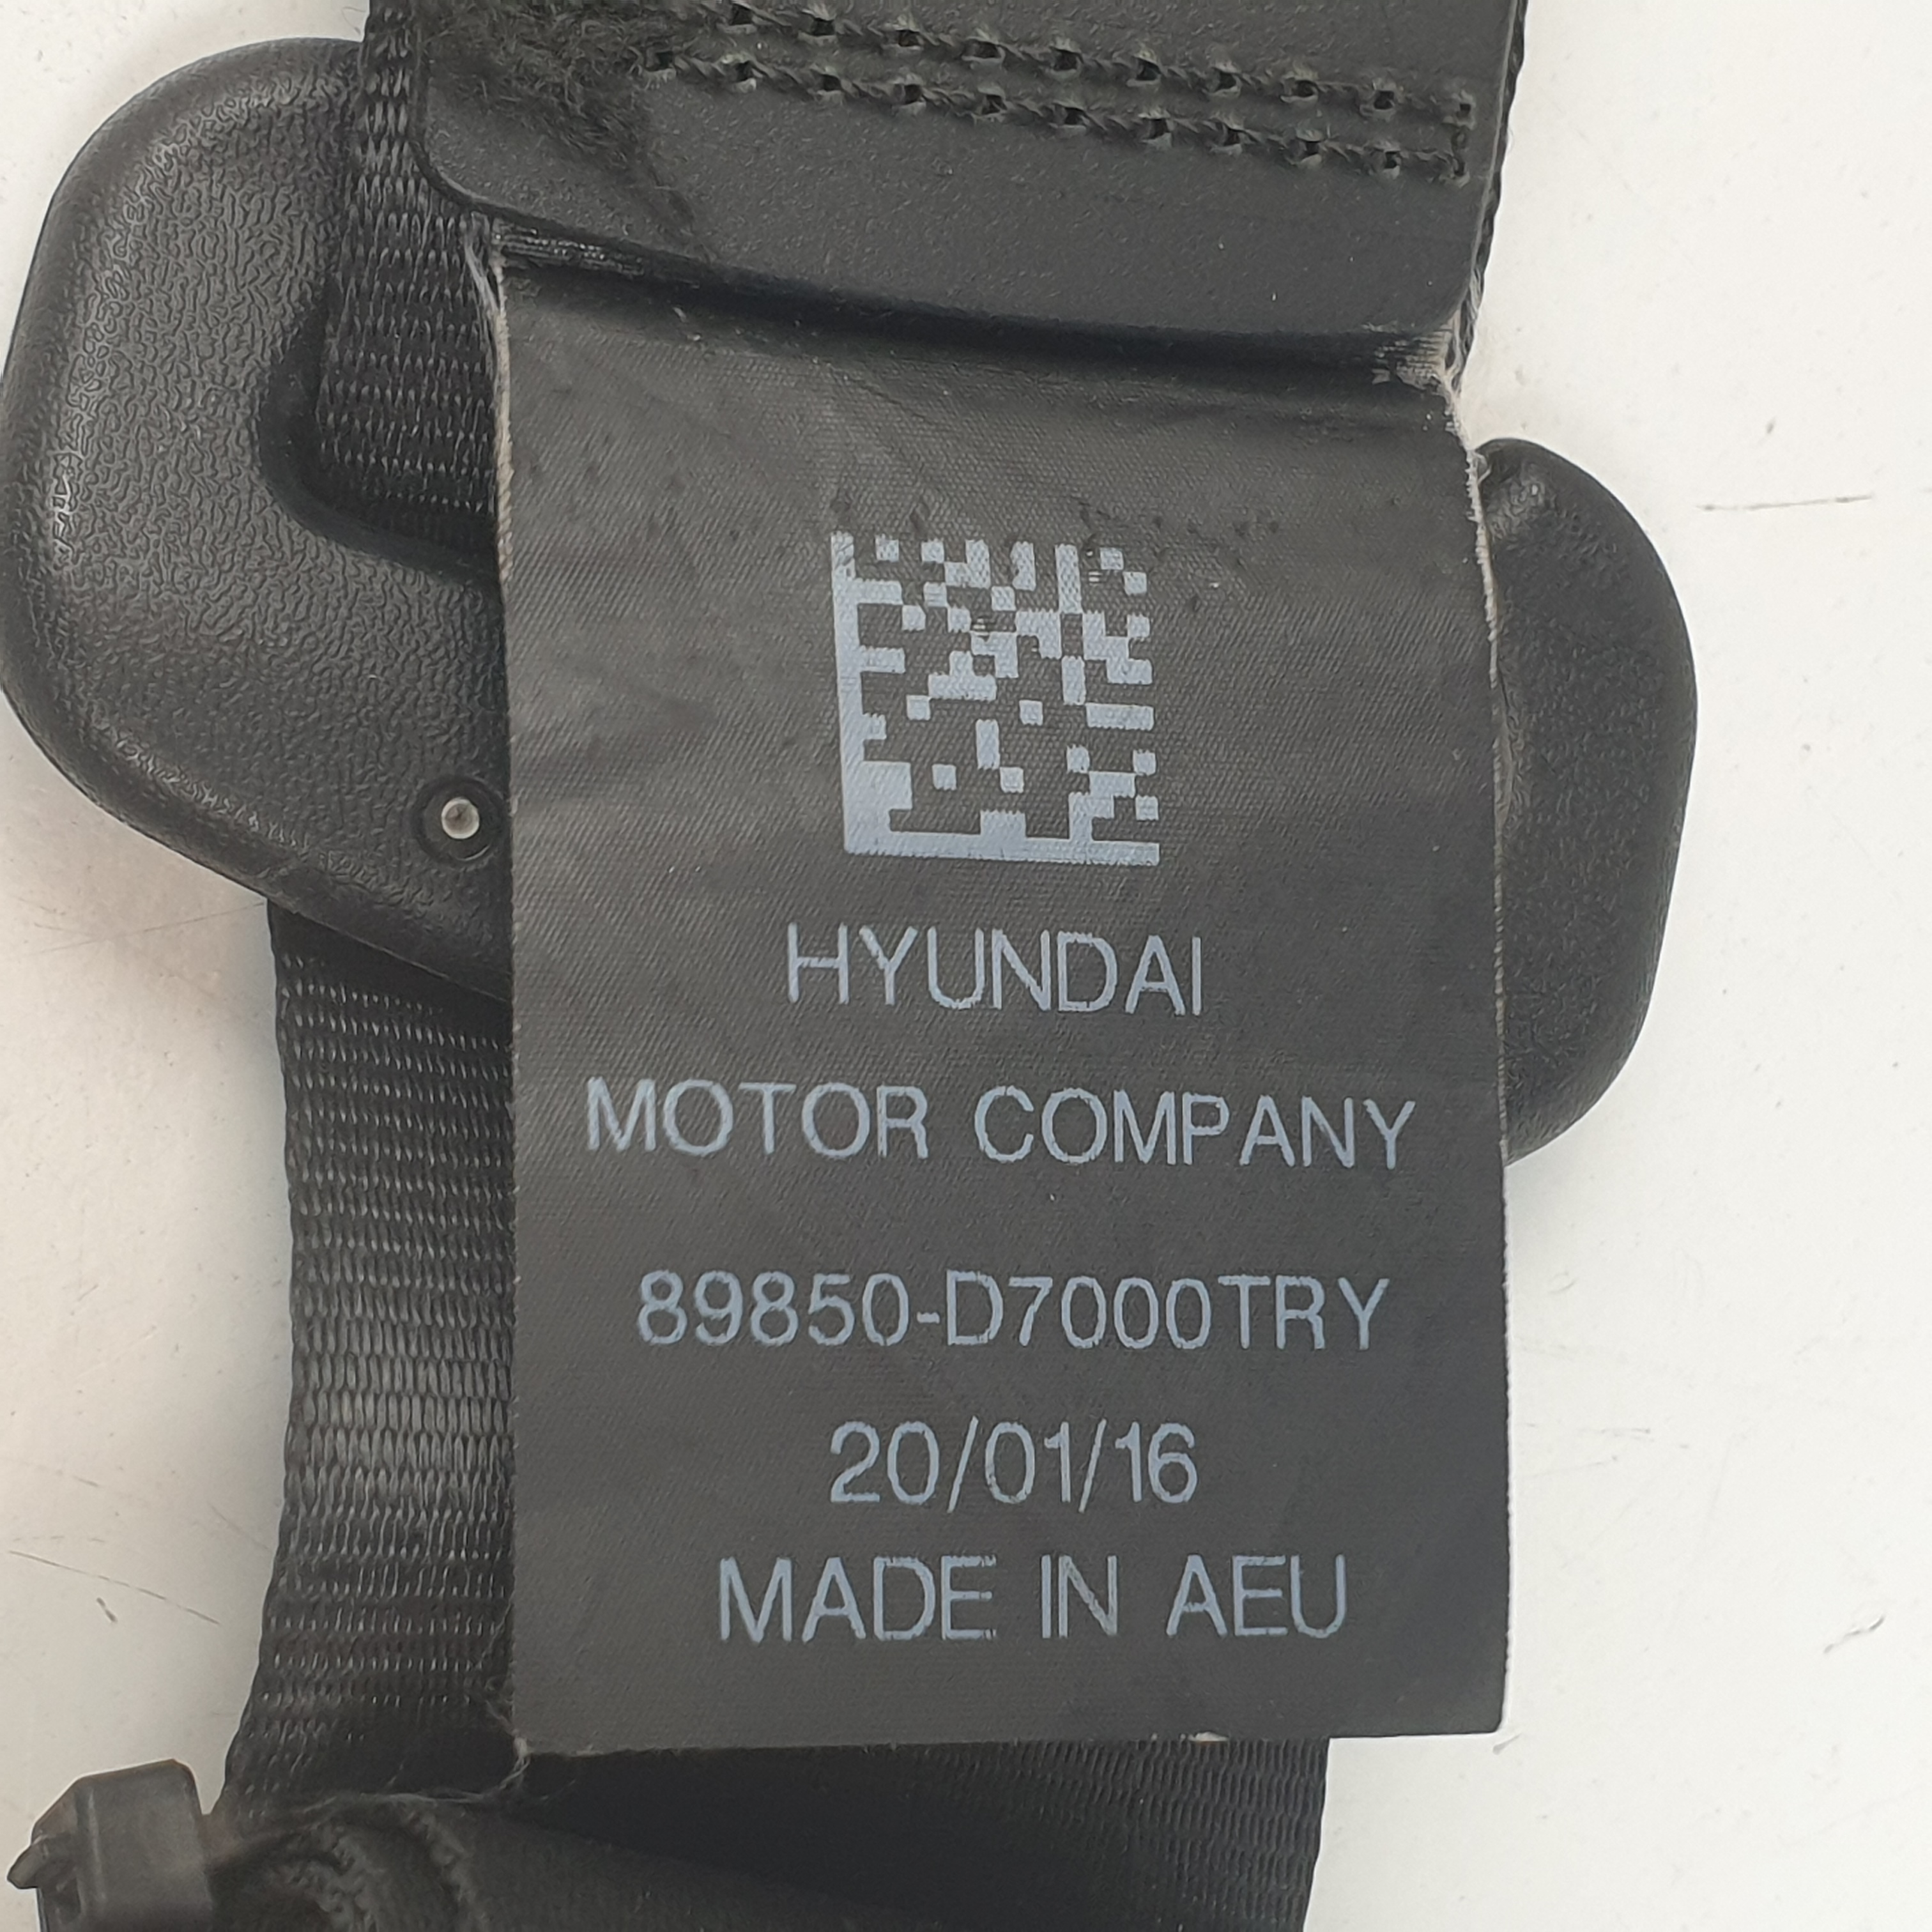 HYUNDAI
MOTOR COMPANY
89850-D7000TRY
20/01/16
MADE IN AEU